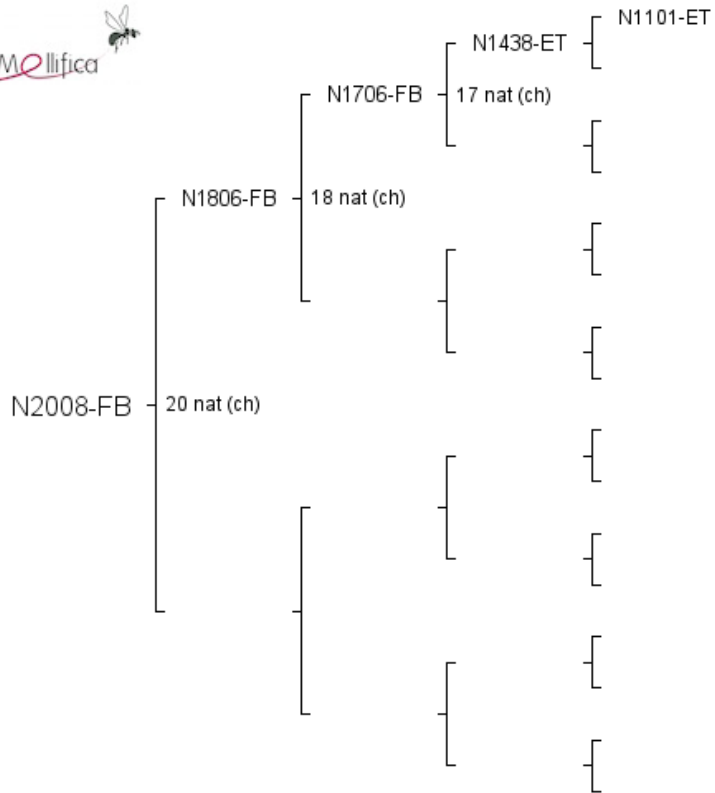 Mellifica
N1101-ET
N1438-ET
N1706-FB
17 nat (ch)
N1806-FB
18 nat (ch)
N2008-FB
20 nat (ch)